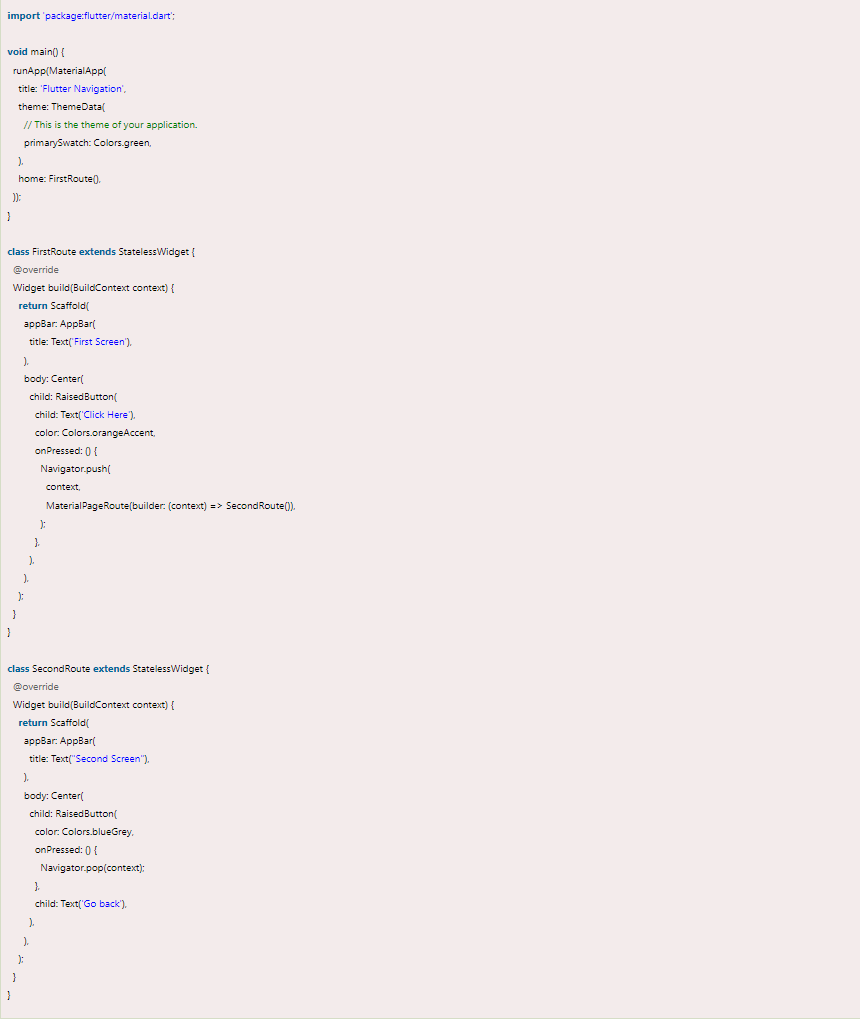 import 'package:flutter/material.dart';

void main() {
  runApp(MaterialApp(
    title: 'Flutter Navigation',
    theme: ThemeData(
      // This is the theme of your application.
      primarySwatch: Colors.green,
    ),
    home: FirstRoute(),
  ));
}

class FirstRoute extends StatelessWidget {
  @override
  Widget build(BuildContext context) {
    return Scaffold(
      appBar: AppBar(
        title: Text('First Screen'),
      ),
      body: Center(
        child: RaisedButton(
          child: Text('Click Here'),
          color: Colors.orangeAccent,
          onPressed: () {
            Navigator.push(
              context,
              MaterialPageRoute(builder: (context) => SecondRoute()),
            );
          },
        ),
      ),
    );
  }
}

class SecondRoute extends StatelessWidget {
  @override
  Widget build(BuildContext context) {
    return Scaffold(
      appBar: AppBar(
        title: Text("Second Screen"),
      ),
      body: Center(
        child: RaisedButton(
          color: Colors.blueGrey,
          onPressed: () {
            Navigator.pop(context);
          },
          child: Text('Go back'),
        ),
      ),
    );
  }
}